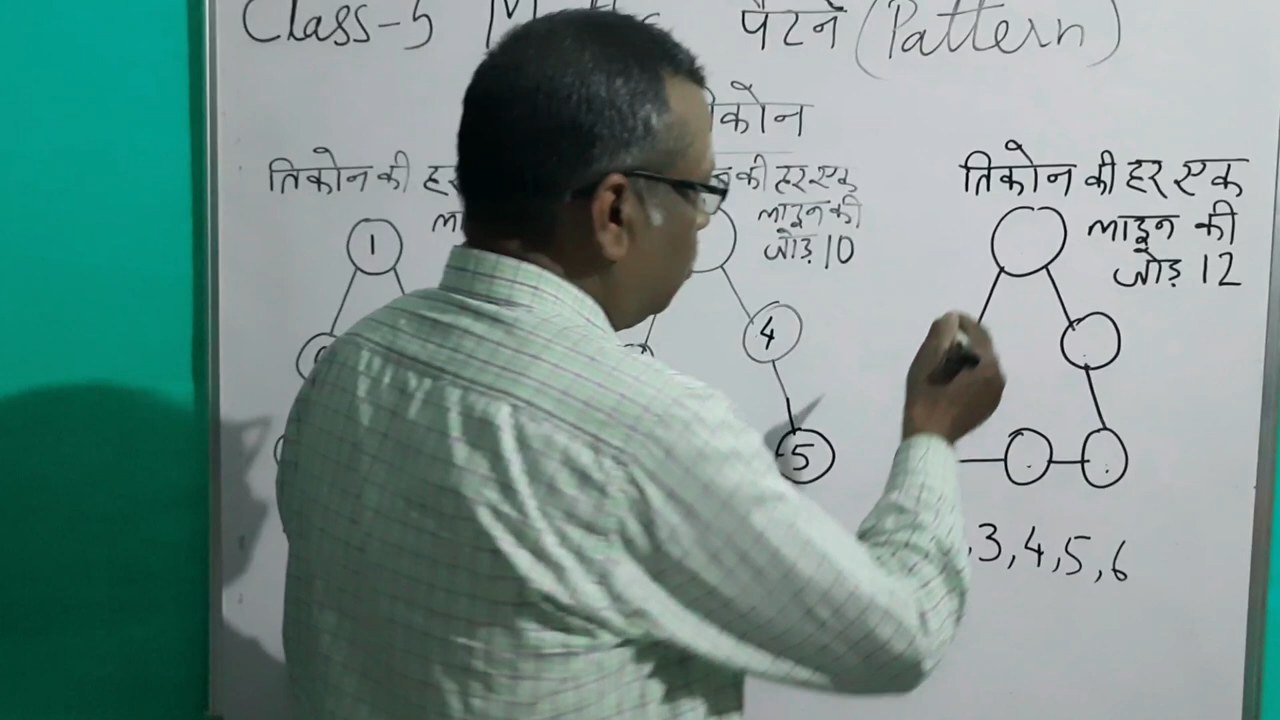 Class-5 पैटर्न (Pattern)
तिकोन की
की हर एक
लाइन की
जोड़ 10
1
4
5
तिकोन की हर एक
लाइन की
जोड़ 12
3,4,5,6